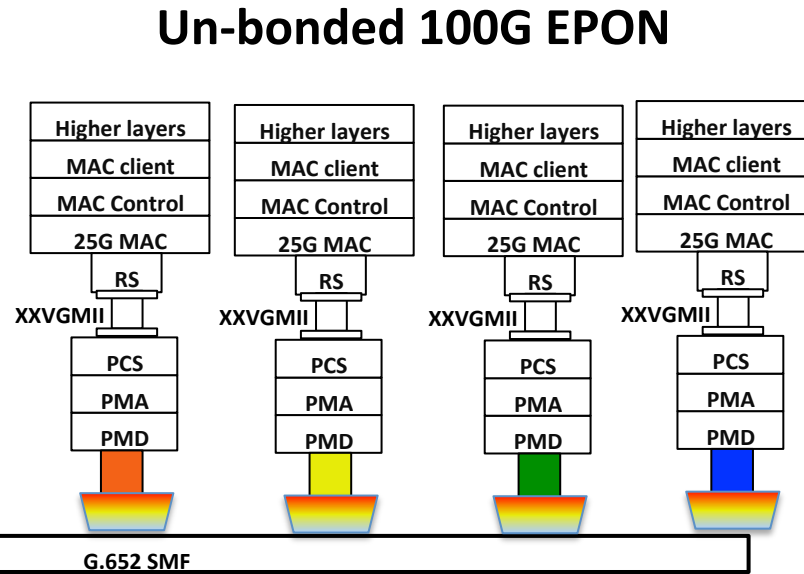 Un-bonded 100G EPON
Higher layers
MAC client
MAC Control
25G MAC
RS
XXVGMII
PCS
PMA
PMD
Higher layers
MAC client
MAC Control
25G MAC
RS
XXVGMII
PCS
PMA
PMD
Higher layers
MAC client
MAC Control
25G MAC
RS
XXVGMII
PCS
PMA
PMD
Higher layers
MAC client
MAC Control
25G MAC
RS
XXVGMII
PCS
PMA
PMD
G.652 SMF